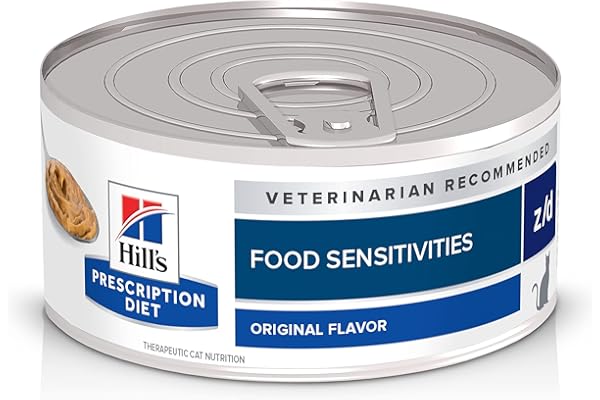 VETERINARIAN RECOMMENDED
z/d
FOOD SENSITIVITIES
ORIGINAL FLAVOR
Hill's
PRESCRIPTION
DIET
THERAPEUTIC CAT NUTRITION